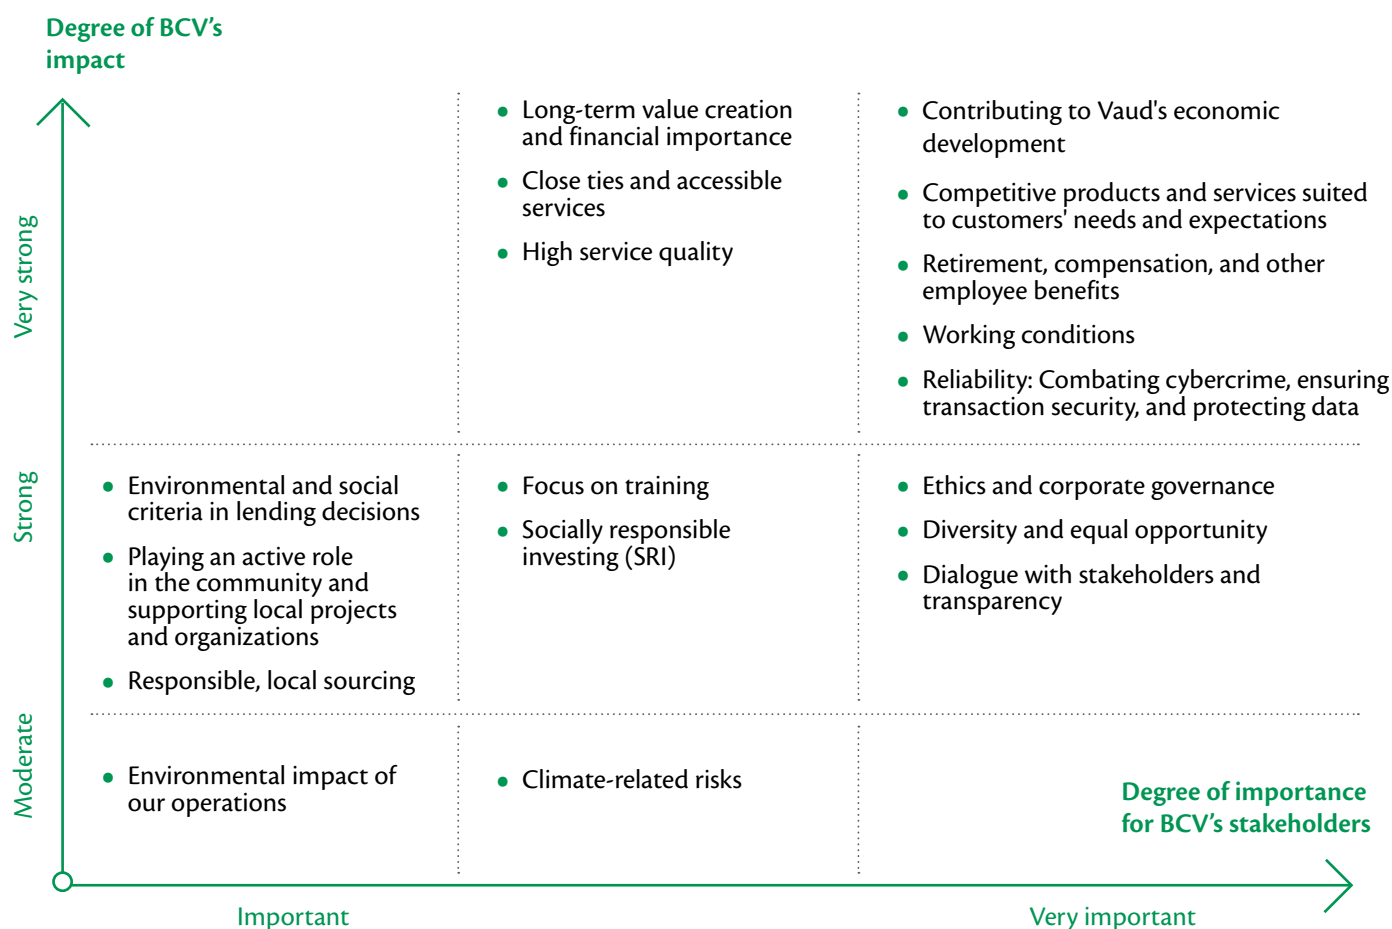 Degree of BCV’s
impact
Very strong
Long-term value creation
and financial importance
Close ties and accessible
services
High service quality
Contributing to Vaud's economic
development
Competitive products and services suited
to customers' needs and expectations
Retirement, compensation, and other
employee benefits
Working conditions
Reliability: Combating cybercrime, ensuring
transaction security, and protecting data
Strong
Environmental and social
criteria in lending decisions
Playing an active role
in the community and
supporting local projects
and organizations
Responsible, local sourcing
Focus on training
Socially responsible
investing (SRI)
Ethics and corporate governance
Diversity and equal opportunity
Dialogue with stakeholders and
transparency
Moderate
Environmental impact of
our operations
Climate-related risks
Degree of importance
for BCV’s stakeholders
Important
Very important